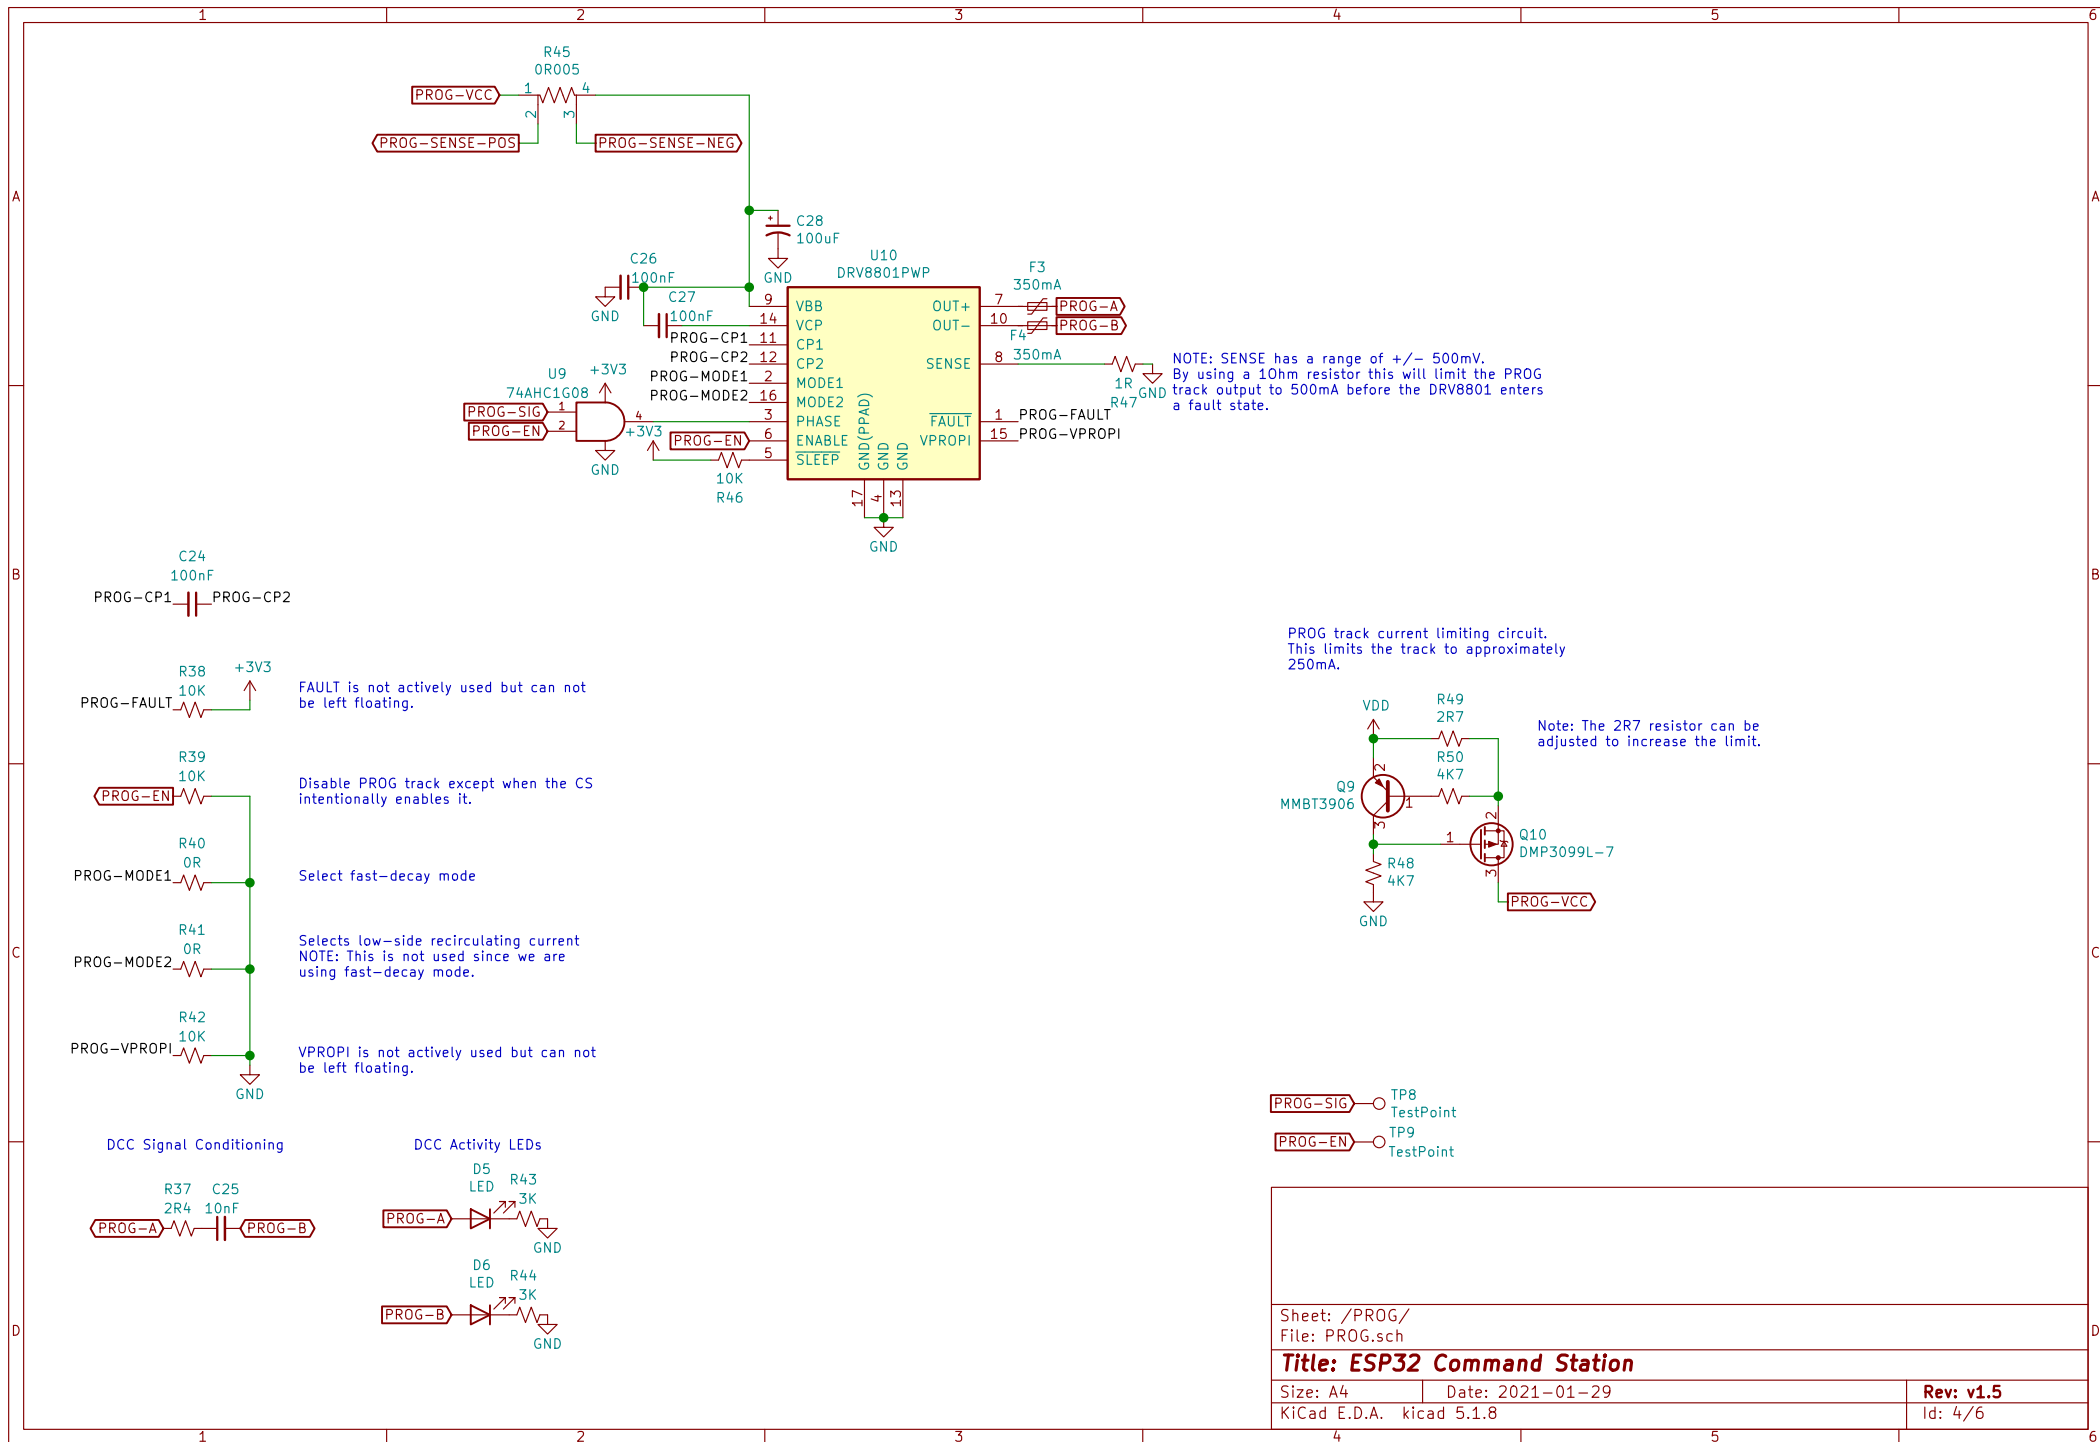 1 2 3 4 5 6
R45
0R005
PROG-VCC
1
4
2
3
PROG-SENSE-POS
PROG-SENSE-NEG
A
A
C28
100uF
GND
C26
100nF
GND
C27
100nF
U10
DRV8801PWP
9 VBB
14 VCP
11 CP1
12 CP2
2 MODE1
16 MODE2
3 PHASE
6 ENABLE
5 SLEEP
GND(PPAD)
GND
GND
17
4
13
GND
OUT+ 7
OUT- 10
SENSE 8
FAULT 1
VPROPI 15
F3
350mA
PROG-A
PROG-B
F4
350mA
1R
R47
GND
PROG-FAULT
PROG-VPROPI
NOTE: SENSE has a range of +/- 500mV.
By using a 1Ohm resistor this will limit the PROG
track output to 500mA before the DRV8801 enters
a fault state.
PROG-CP1
PROG-CP2
PROG-MODE1
PROG-MODE2
U9
74AHC1G08
+3V3
PROG-SIG
1
PROG-EN
2
4
GND
+3V3
PROG-EN
10K
R46
B
B
C24
100nF
PROG-CP1
PROG-CP2
R38
10K
+3V3
PROG-FAULT
FAULT is not actively used but can not
be left floating.
R39
10K
PROG-EN
Disable PROG track except when the CS
intentionally enables it.
R40
0R
PROG-MODE1
Select fast-decay mode
R41
0R
PROG-MODE2
Selects low-side recirculating current
NOTE: This is not used since we are
using fast-decay mode.
R42
10K
PROG-VPROPI
VPROPI is not actively used but can not
be left floating.
GND
PROG track current limiting circuit.
This limits the track to approximately
250mA.
VDD
R49
2R7
Note: The 2R7 resistor can be
adjusted to increase the limit.
R50
4K7
Q9
MMBT3906
2
1
3
Q10
DMP3099L-7
1
2
3
R48
4K7
GND
PROG-VCC
C
C
PROG-SIG
TP8
TestPoint
PROG-EN
TP9
TestPoint
DCC Signal Conditioning
R37
2R4
C25
10nF
PROG-A
PROG-B
DCC Activity LEDs
D5
LED
R43
3K
PROG-A
GND
D6
LED
R44
3K
PROG-B
GND
D
D
Sheet: /PROG/
File: PROG.sch
Title: ESP32 Command Station
Size: A4
Date: 2021-01-29
Rev: v1.5
KiCad E.D.A. kicad 5.1.8
Id: 4/6
1 2 3 4 5 6